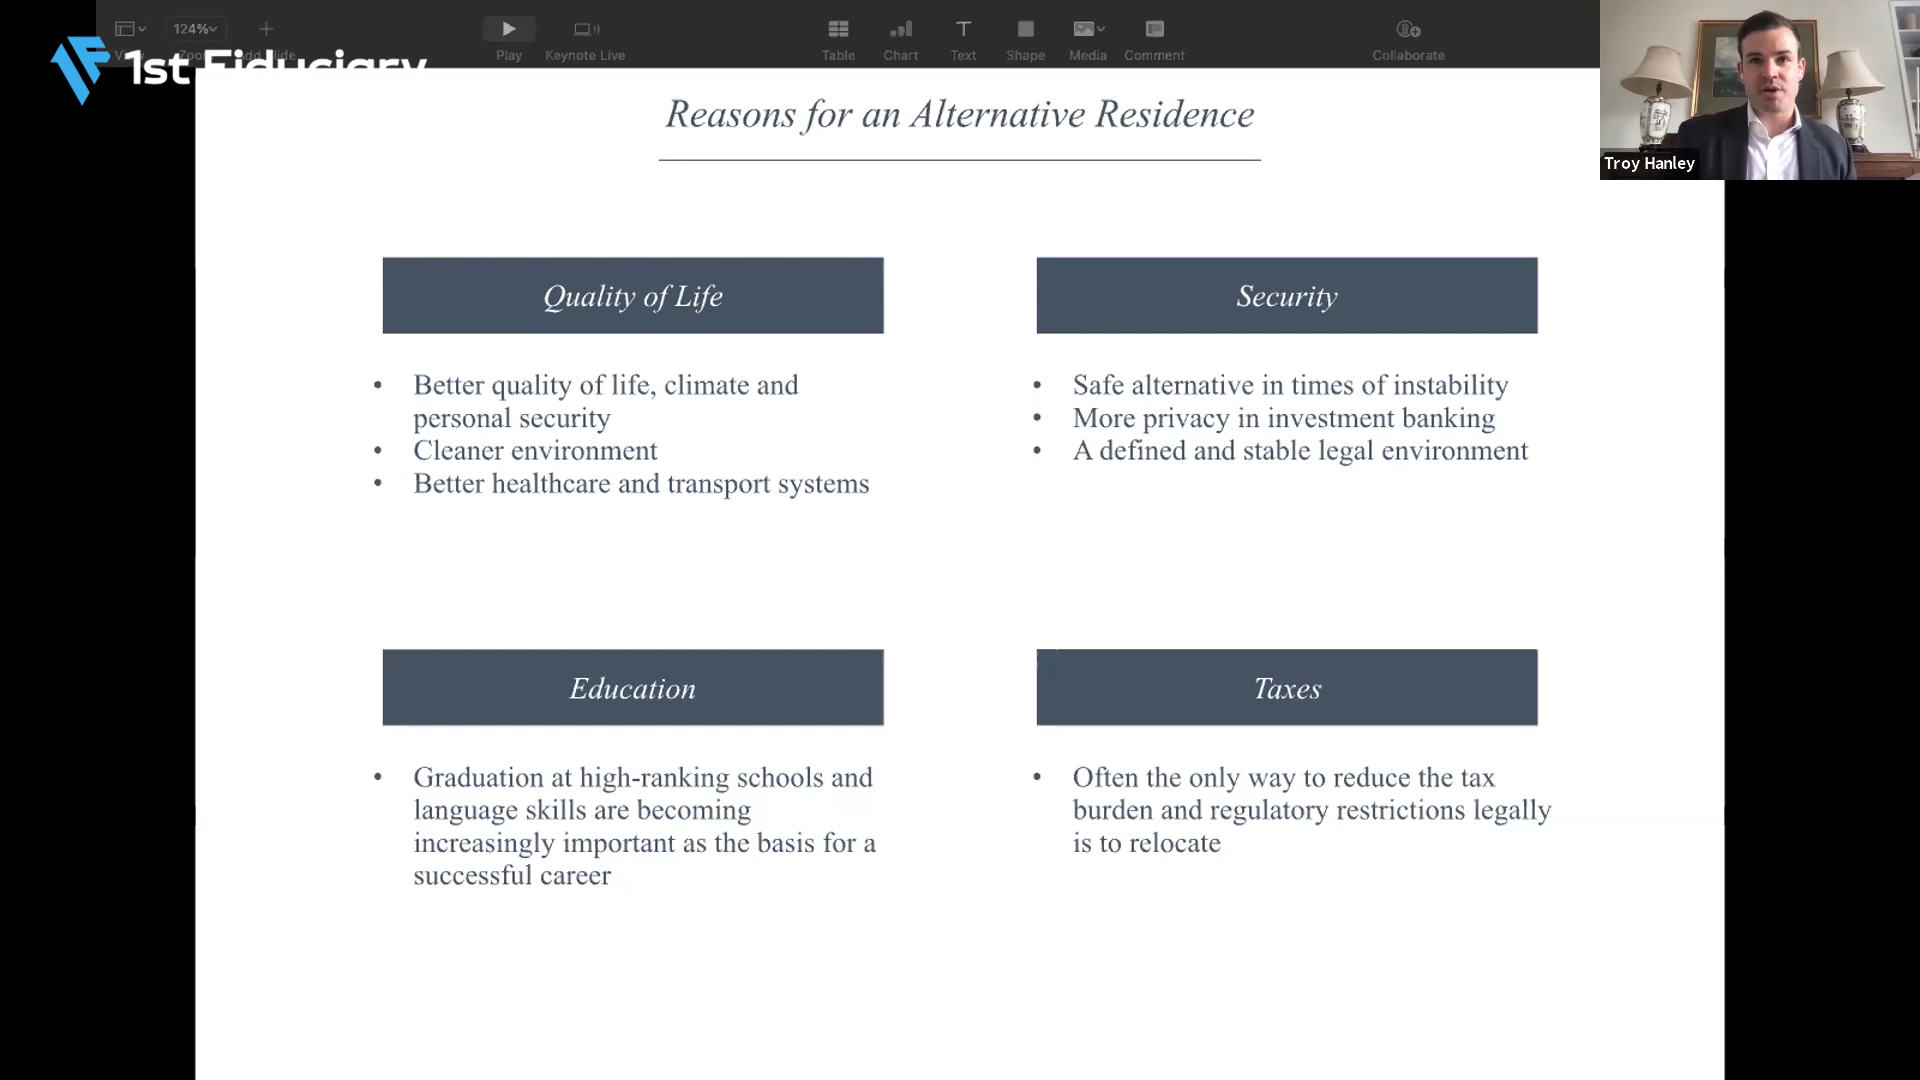 124%
Play
Keynote Live
Table
Chart
Text
Shape
Media
Comment
Collaborate
1st Fiduciary
Troy Hanley
Reasons for an Alternative Residence
Quality of Life
Better quality of life, climate and
personal security
Cleaner environment
Better healthcare and transport systems
Security
Safe alternative in times of instability
More privacy in investment banking
A defined and stable legal environment
Education
Graduation at high-ranking schools and
language skills are becoming
increasingly important as the basis for a
successful career
Taxes
Often the only way to reduce the tax
burden and regulatory restrictions legally
is to relocate